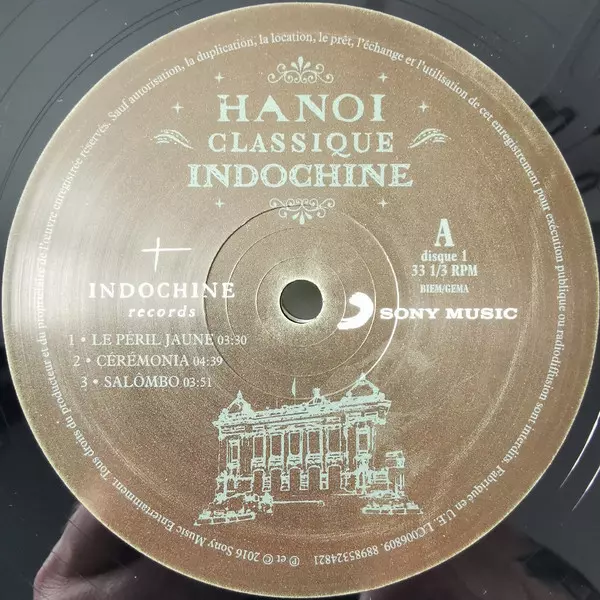 HANOI
CLASSIQUE
INDOCHINE
INDOCHINE
records
A
disque 1
33 1/3 RPM
BIEM/GEMA
SONY MUSIC
1 • LE PÉRIL JAUNE 03:30
2 • CÉRÉMONIA 04:39
3 • SALÔMBO 03:51
P et © 2016 Sony Music Entertainment. Tous droits du producteur et du propriétaire de l'œuvre enregistrée réservés. Sauf autorisation, la duplication, la location, le prêt, l'échange et l'utilisation de cet enregistrement pour exécution publique ou radiodiffusion sont interdits. Fabriqué en U.E. LC006809. 88985324821